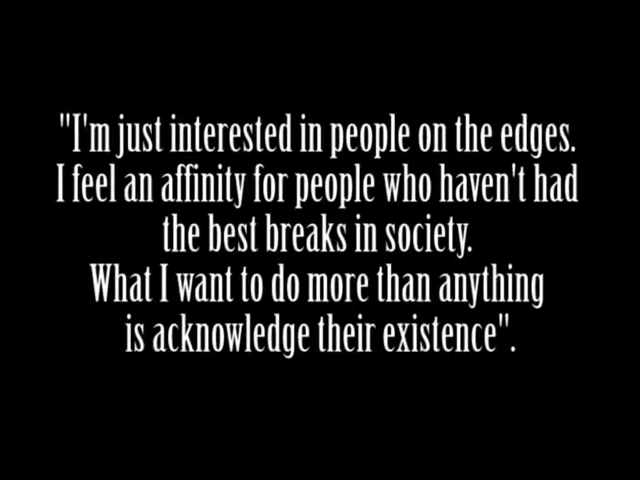 "I'm just interested in people on the edges.
I feel an affinity for people who haven't had
the best breaks in society.
What I want to do more than anything
is acknowledge their existence".